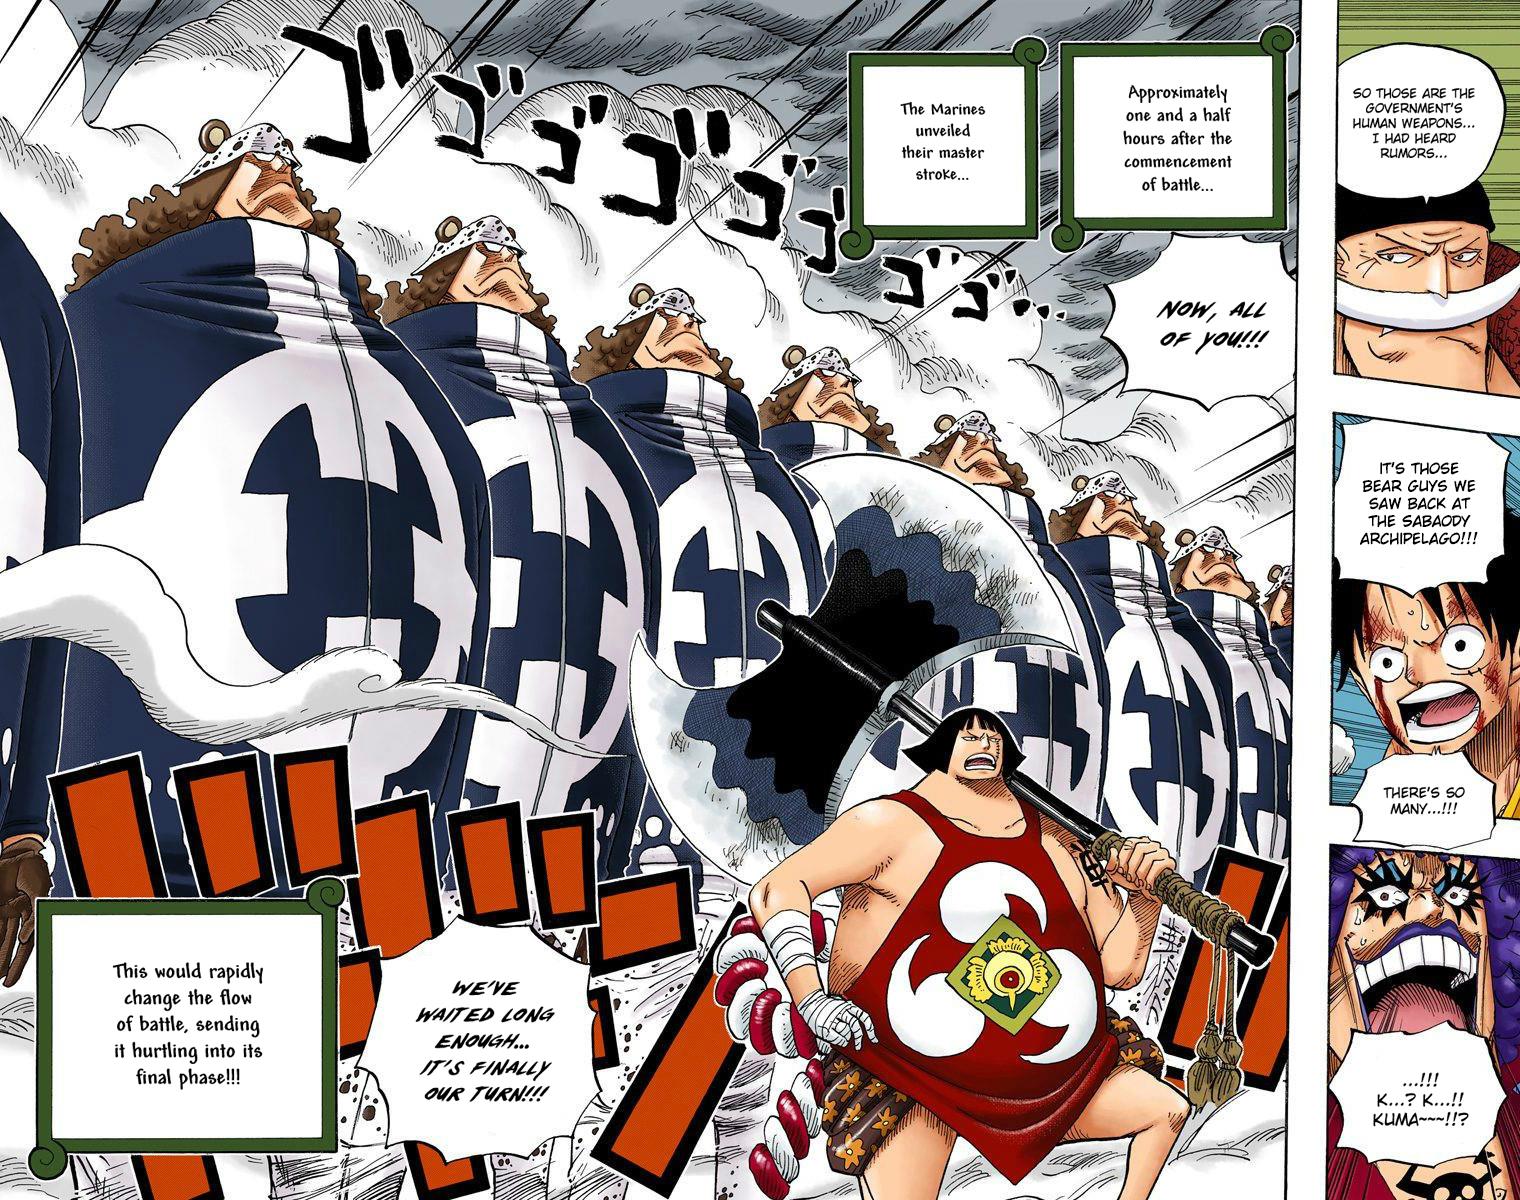 SO THOSE ARE THE
GOVERNMENT'S
HUMAN WEAPONS...
I HAD HEARD
RUMORS...
IT'S THOSE
BEAR GUYS WE
SAW BACK AT
THE SABAODY
ARCHIPELAGO!!!
THERE'S SO
MANY...!!!
...!!!
K...? K...!!
KUMA~~~!!?
Approximately
one and a half
hours after the
commencement
of battle...
The Marines
unveiled
their master
stroke...
NOW, ALL
OF YOU!!!
ゴゴゴゴゴゴゴゴ...
WE'VE
WAITED LONG
ENOUGH...
IT'S FINALLY
OUR TURN!!!
This would rapidly
change the flow
of battle, sending
it hurtling into its
final phase!!!